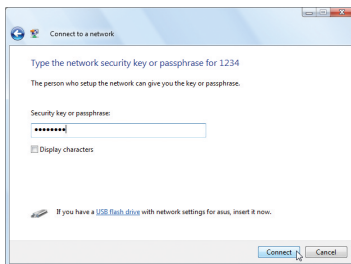 Connect to a network
Type the network security key or passphrase for 1234
The person who setup the network can give you the key or passphrase.
Security key or passphrase:
●●●●●●●●
Display characters
If you have a USB flash drive with network settings for asus, insert it now.
Connect Cancel